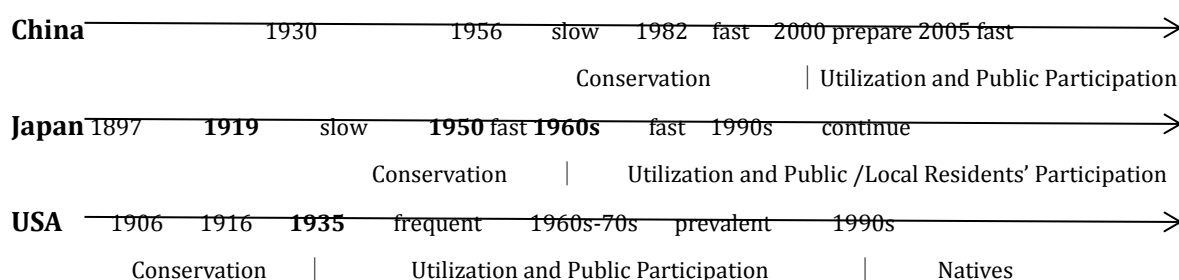 China 1930 1956 slow 1982 fast 2000 prepare 2005 fast
Conservation | Utilization and Public Participation
Japan 1897 1919 slow 1950 fast 1960s fast 1990s continue
Conservation | Utilization and Public /Local Residents’ Participation
USA 1906 1916 1935 frequent 1960s-70s prevalent 1990s
Conservation | Utilization and Public Participation | Natives